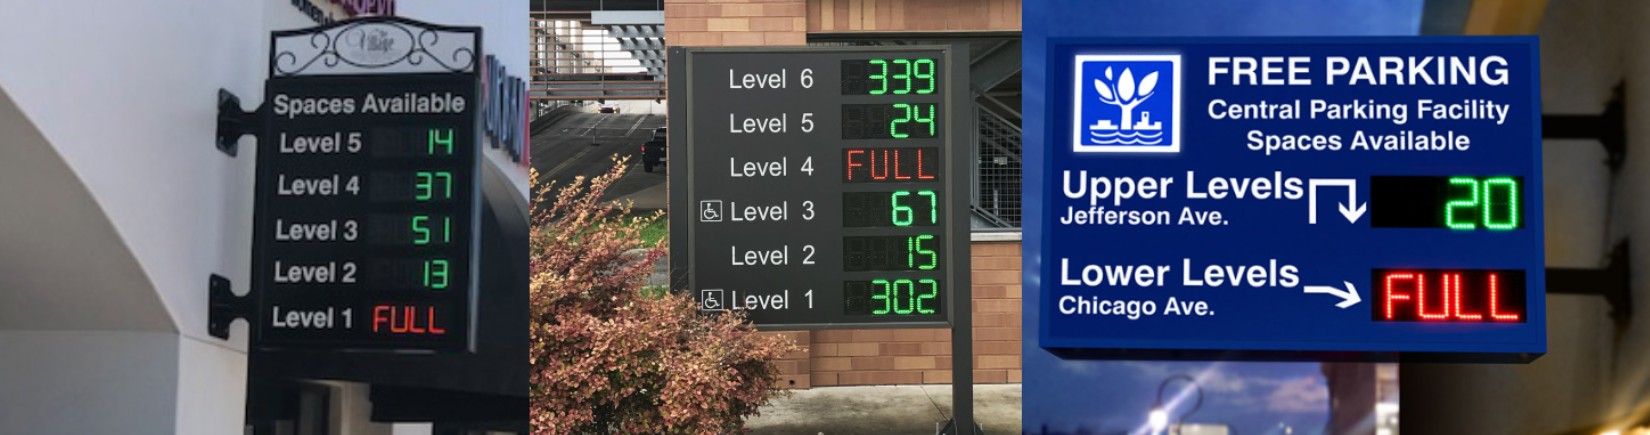 The Village
Spaces Available
Level 5 14
Level 4 37
Level 3 51
Level 2 13
Level 1 FULL
Level 6 339
Level 5 24
Level 4 FULL
Level 3 67
Level 2 15
Level 1 302
FREE PARKING
Central Parking Facility
Spaces Available
Upper Levels 20
Jefferson Ave.
Lower Levels FULL
Chicago Ave.